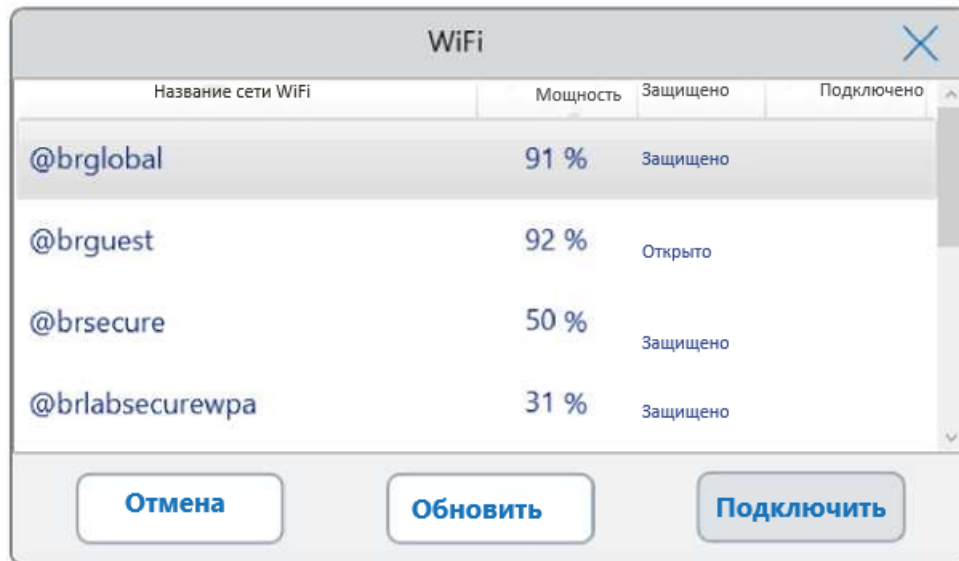 WiFi
Название сети WiFi Мощность Защищено Подключено
@brglobal 91 % Защищено
@brguest 92 % Открыто
@brsecure 50 % Защищено
@brlabsecurewpa 31 % Защищено
Отмена Обновить Подключить